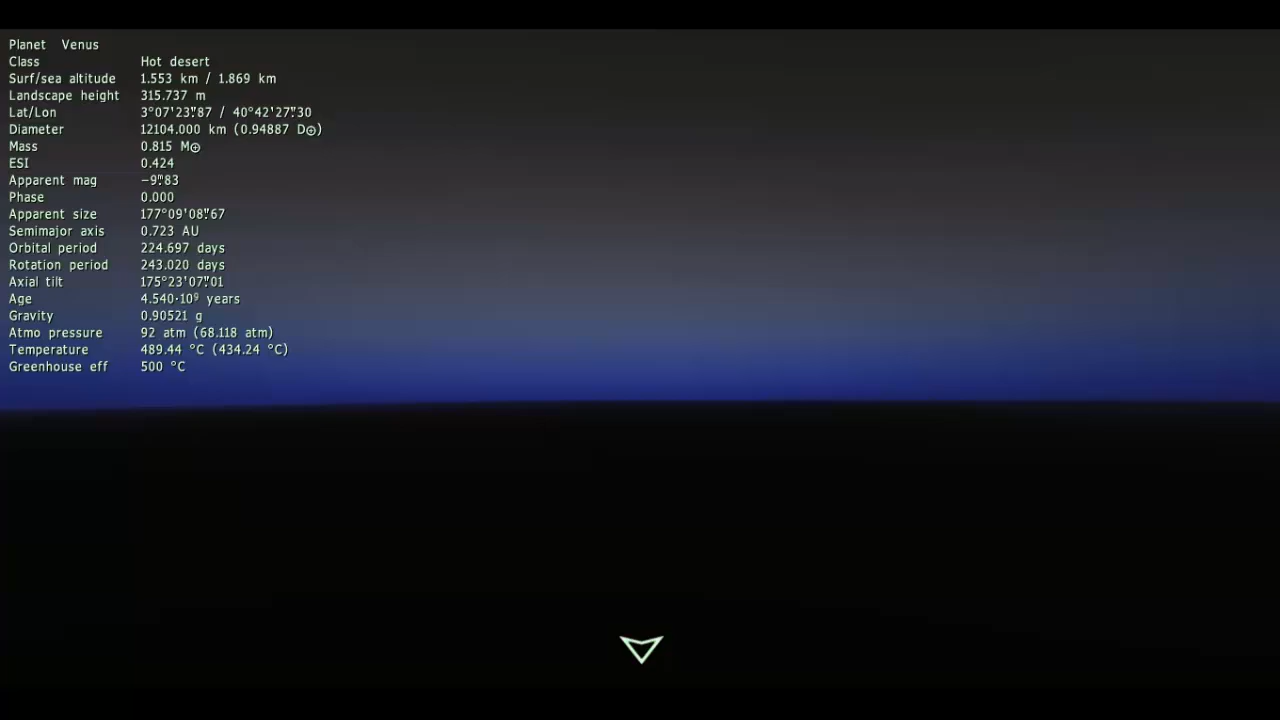 Planet Venus
Class Hot desert
Surf/sea altitude 1.553 km / 1.869 km
Landscape height 315.737 m
Lat/Lon 3°07'23."87 / 40°42'27."30
Diameter 12104.000 km (0.94887 D⊕)
Mass 0.815 M⊕
ESI 0.424
Apparent mag −9.ᵐ83
Phase 0.000
Apparent size 177°09'08."67
Semimajor axis 0.723 AU
Orbital period 224.697 days
Rotation period 243.020 days
Axial tilt 175°23'07."01
Age 4.540·10⁹ years
Gravity 0.90521 g
Atmo pressure 92 atm (68.118 atm)
Temperature 489.44 °C (434.24 °C)
Greenhouse eff 500 °C